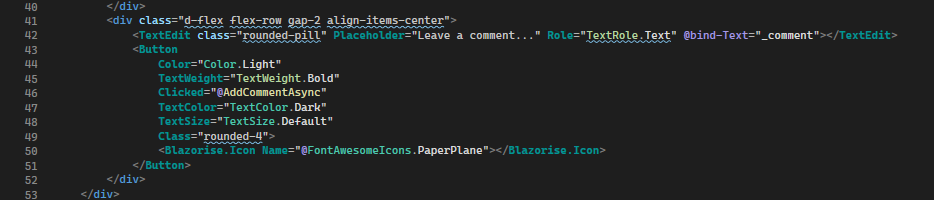 40 </div>
41 <div class="d-flex flex-row gap-2 align-items-center">
42 <TextEdit class="rounded-pill" Placeholder="Leave a comment..." Role="TextRole.Text" @bind-Text="_comment"></TextEdit>
43 <Button
44 Color="Color.Light"
45 TextWeight="TextWeight.Bold"
46 Clicked="@AddCommentAsync"
47 TextColor="TextColor.Dark"
48 TextSize="TextSize.Default"
49 Class="rounded-4">
50 <Blazorise.Icon Name="@FontAwesomeIcons.PaperPlane"></Blazorise.Icon>
51 </Button>
52 </div>
53 </div>